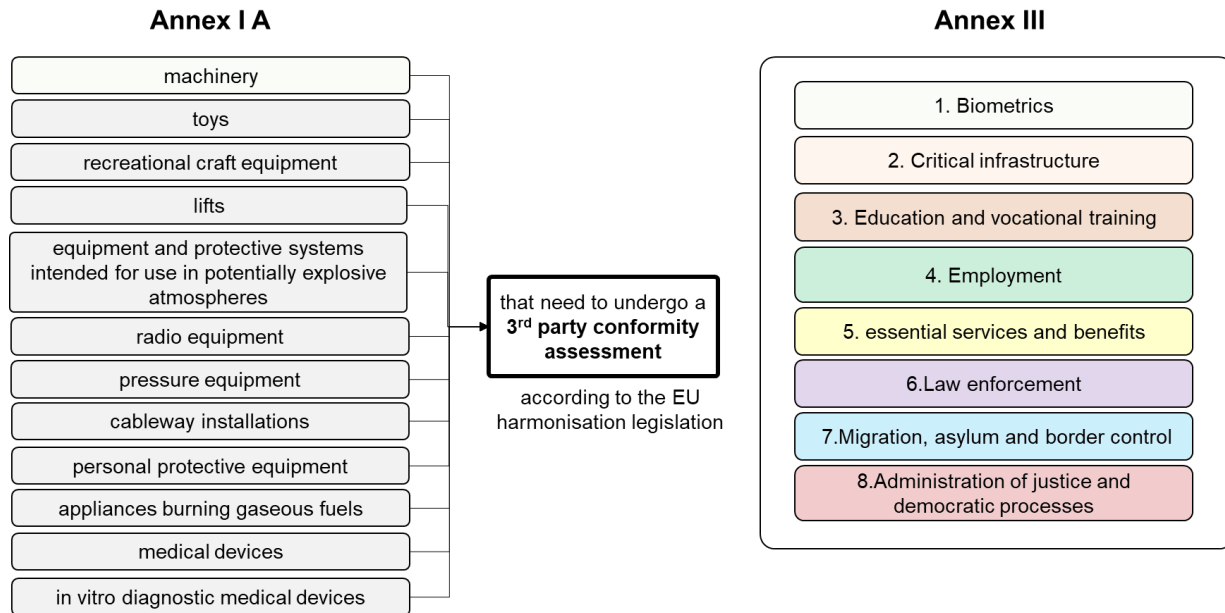 Annex I A
machinery
toys
recreational craft equipment
lifts
equipment and protective systems
intended for use in potentially explosive
atmospheres
radio equipment
pressure equipment
cableway installations
personal protective equipment
appliances burning gaseous fuels
medical devices
in vitro diagnostic medical devices
that need to undergo a
3rd party conformity
assessment
according to the EU
harmonisation legislation
Annex III
1. Biometrics
2. Critical infrastructure
3. Education and vocational training
4. Employment
5. essential services and benefits
6.Law enforcement
7.Migration, asylum and border control
8.Administration of justice and
democratic processes